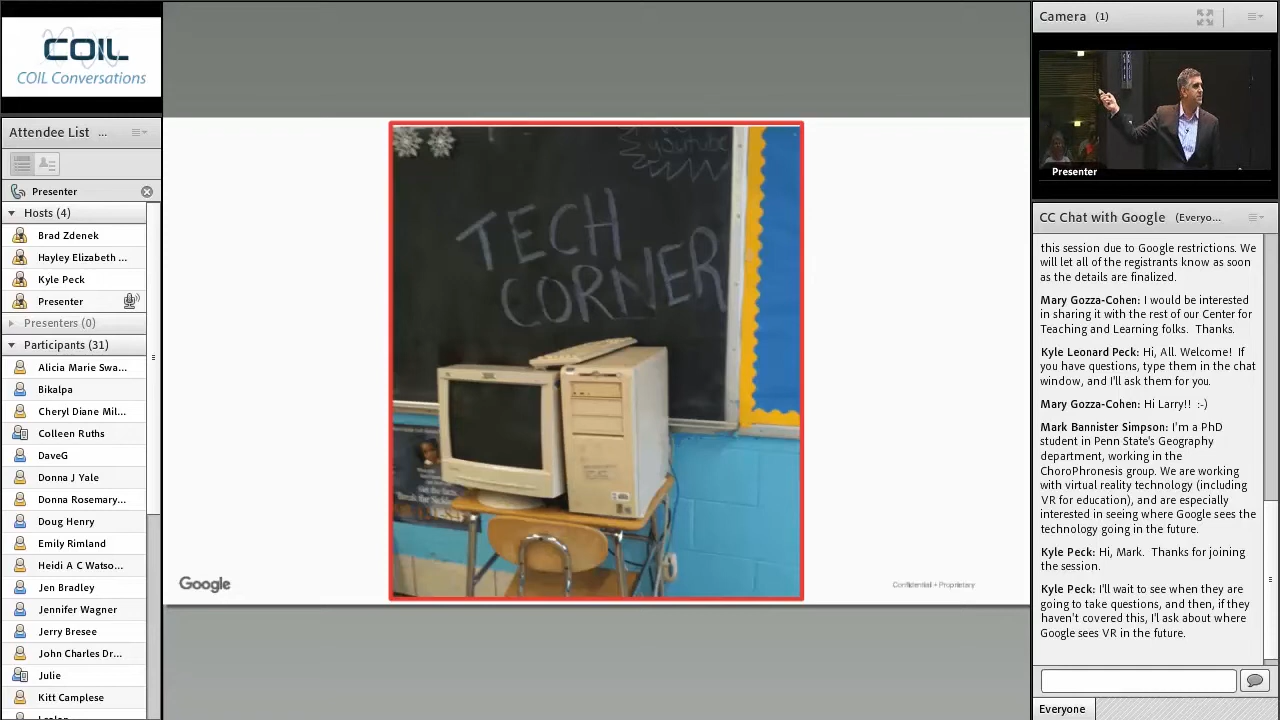 COIL
COIL Conversations
Attendee List ...
Presenter
Hosts (4)
Brad Zdenek
Hayley Elizabeth ...
Kyle Peck
Presenter
Presenters (0)
Participants (31)
Alicia Marie Swa...
Bikalpa
Cheryl Diane Mil...
Colleen Ruths
DaveG
Donna J Yale
Donna Rosemary...
Doug Henry
Emily Rimland
Heidi A C Watso...
Jen Bradley
Jennifer Wagner
Jerry Bresee
John Charles Dr...
Julie
Kitt Camplese
youtube
TECH
CORNER
Google
Confidential + Proprietary
Camera (1)
Presenter
CC Chat with Google (Everyo...
this session due to Google restrictions. We
will let all of the registrants know as soon
as the details are finalized.
Mary Gozza-Cohen: I would be interested
in sharing it with the rest of our Center for
Teaching and Learning folks. Thanks.
Kyle Leonard Peck: Hi, All. Welcome! If
you have questions, type them in the chat
window, and I'll ask them for you.
Mary Gozza-Cohen: Hi Larry!! :-)
Mark Bannister Simpson: I'm a PhD
student in Penn State's Geography
department, working in the
ChoroPhronesis group. We are working
with virtual reality technology (including
VR for education), and are especially
interested in seeing where Google sees the
technology going in the future.
Kyle Peck: Hi, Mark. Thanks for joining
the session.
Kyle Peck: I'll wait to see when they are
going to take questions, and then, if they
haven't covered this, I'l ask about where
Google sees VR in the future.
Everyone